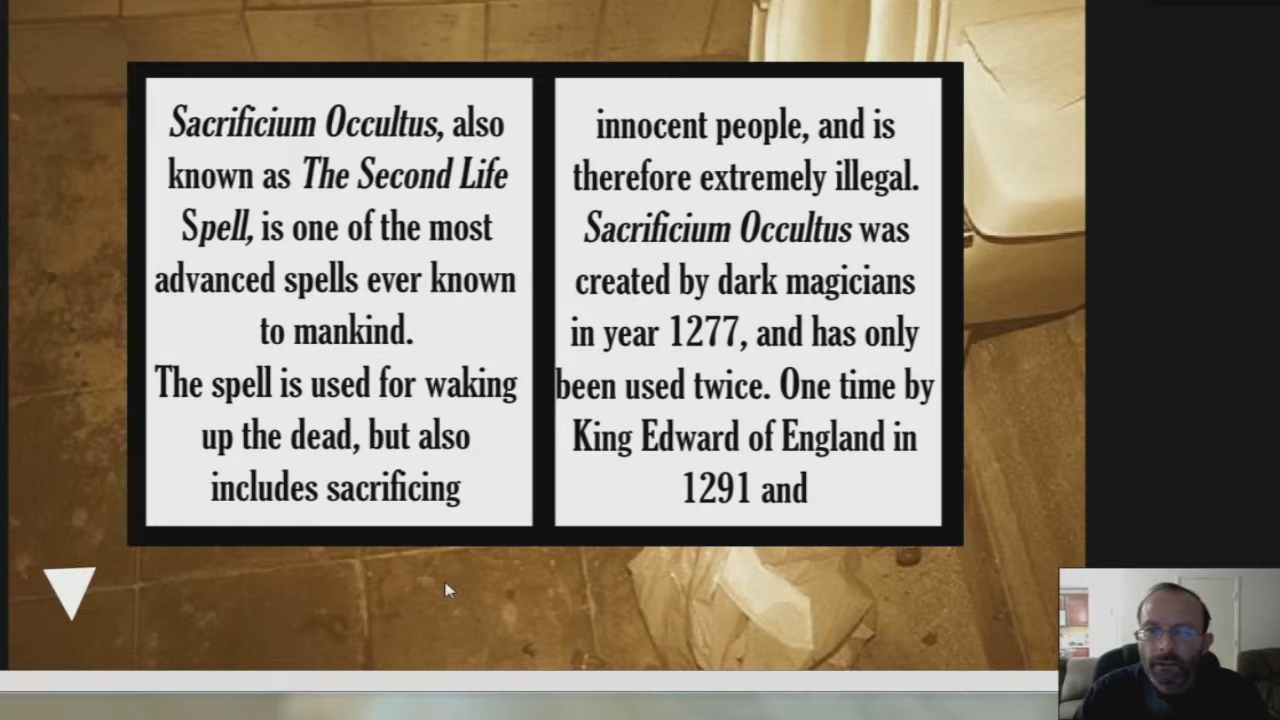 Sacrificium Occultus, also
known as The Second Life
Spell, is one of the most
advanced spells ever known
to mankind.
The spell is used for waking
up the dead, but also
includes sacrificing
innocent people, and is
therefore extremely illegal.
Sacrificium Occultus was
created by dark magicians
in year 1277, and has only
been used twice. One time by
King Edward of England in
1291 and